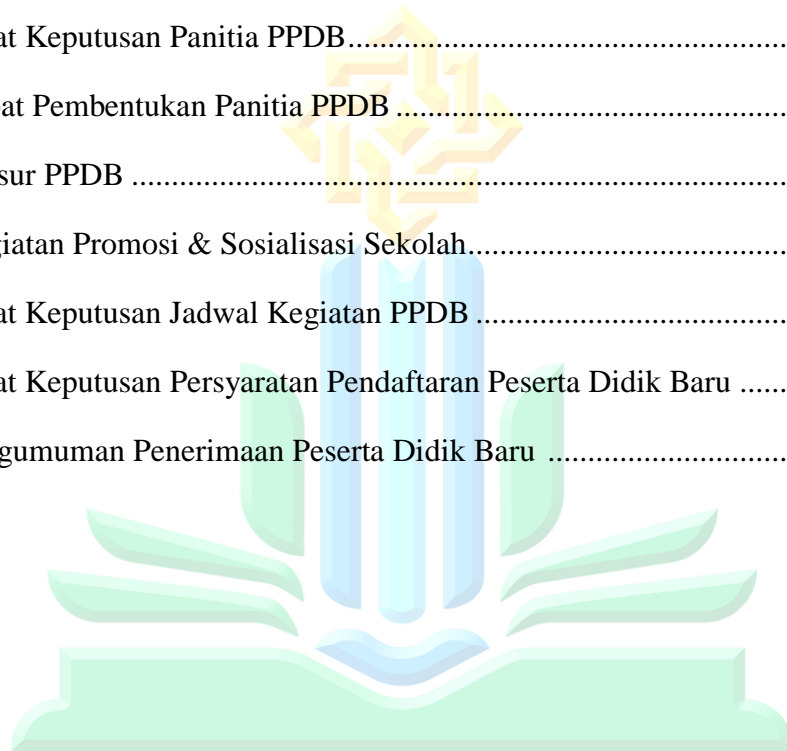 at Keputusan Panitia PPDB..............................................................
at Pembentukan Panitia PPDB ......................................................
sur PPDB ...........................................................................................
giatan Promosi & Sosialisasi Sekolah............................................
at Keputusan Jadwal Kegiatan PPDB ...........................................
at Keputusan Persyaratan Pendaftaran Peserta Didik Baru ......
gumuman Penerimaan Peserta Didik Baru .................................